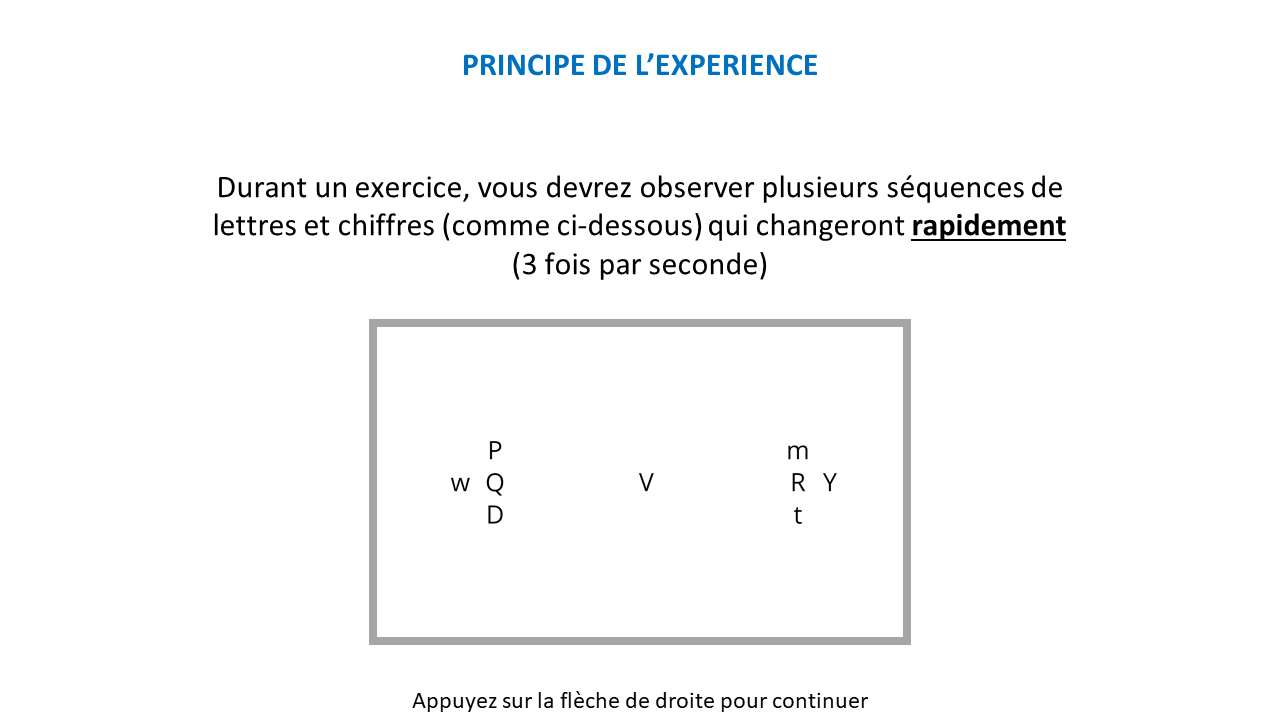 PRINCIPE DE L’EXPERIENCE
Durant un exercice, vous devrez observer plusieurs séquences de
lettres et chiffres (comme ci-dessous) qui changeront rapidement
(3 fois par seconde)
P m
w Q V R Y
D t
Appuyez sur la flèche de droite pour continuer